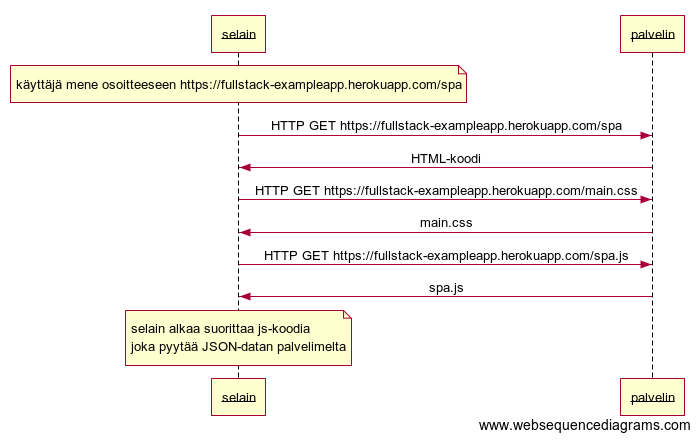 selain palvelin
käyttäjä mene osoitteeseen https://fullstack-exampleapp.herokuapp.com/spa
HTTP GET https://fullstack-exampleapp.herokuapp.com/spa
HTML-koodi
HTTP GET https://fullstack-exampleapp.herokuapp.com/main.css
main.css
HTTP GET https://fullstack-exampleapp.herokuapp.com/spa.js
spa.js
selain alkaa suorittaa js-koodia
joka pyytää JSON-datan palvelimelta
selain palvelin
www.websequencediagrams.com